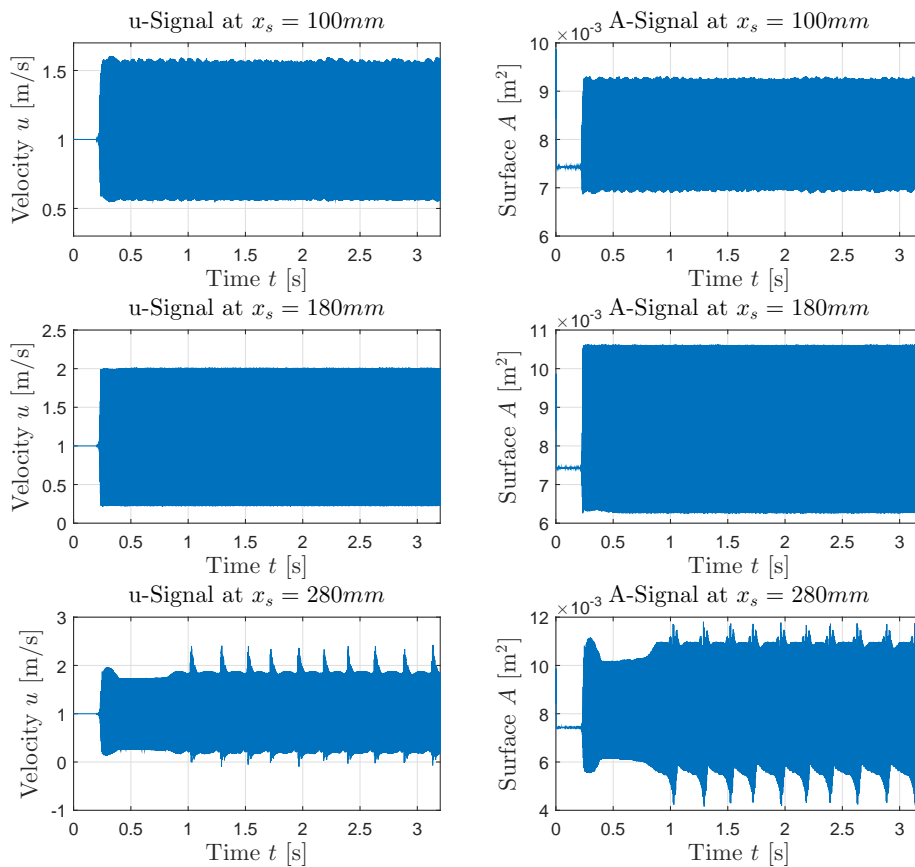 u-Signal at x_s = 100mm
Velocity u [m/s]
1.5
1
0.5
0 0.5 1 1.5 2 2.5 3
Time t [s]
A-Signal at x_s = 100mm
×10⁻³
Surface A [m²]
10
9
8
7
6
0 0.5 1 1.5 2 2.5 3
Time t [s]
u-Signal at x_s = 180mm
Velocity u [m/s]
2.5
2
1.5
1
0.5
0
0 0.5 1 1.5 2 2.5 3
Time t [s]
A-Signal at x_s = 180mm
×10⁻³
Surface A [m²]
11
10
9
8
7
6
0 0.5 1 1.5 2 2.5 3
Time t [s]
u-Signal at x_s = 280mm
Velocity u [m/s]
3
2
1
0
-1
0 0.5 1 1.5 2 2.5 3
Time t [s]
A-Signal at x_s = 280mm
×10⁻³
Surface A [m²]
12
10
8
6
4
0 0.5 1 1.5 2 2.5 3
Time t [s]